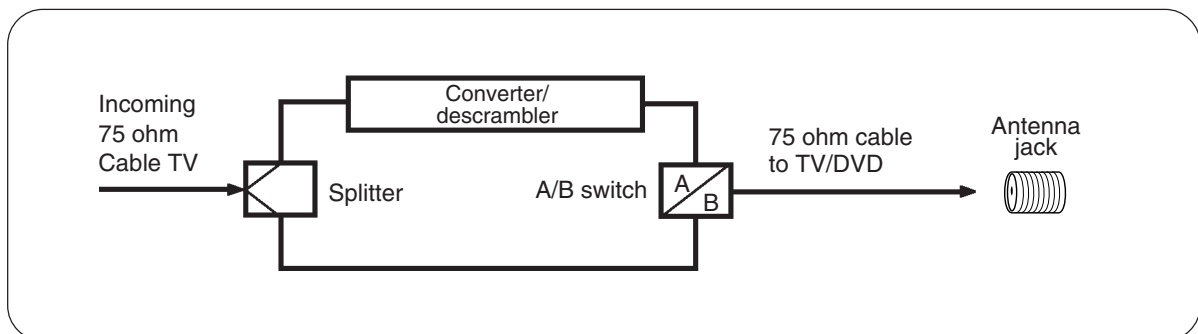 Incoming
75 ohm
Cable TV
Converter/
descrambler
Splitter
A/B switch
A
B
75 ohm cable
to TV/DVD
Antenna
jack